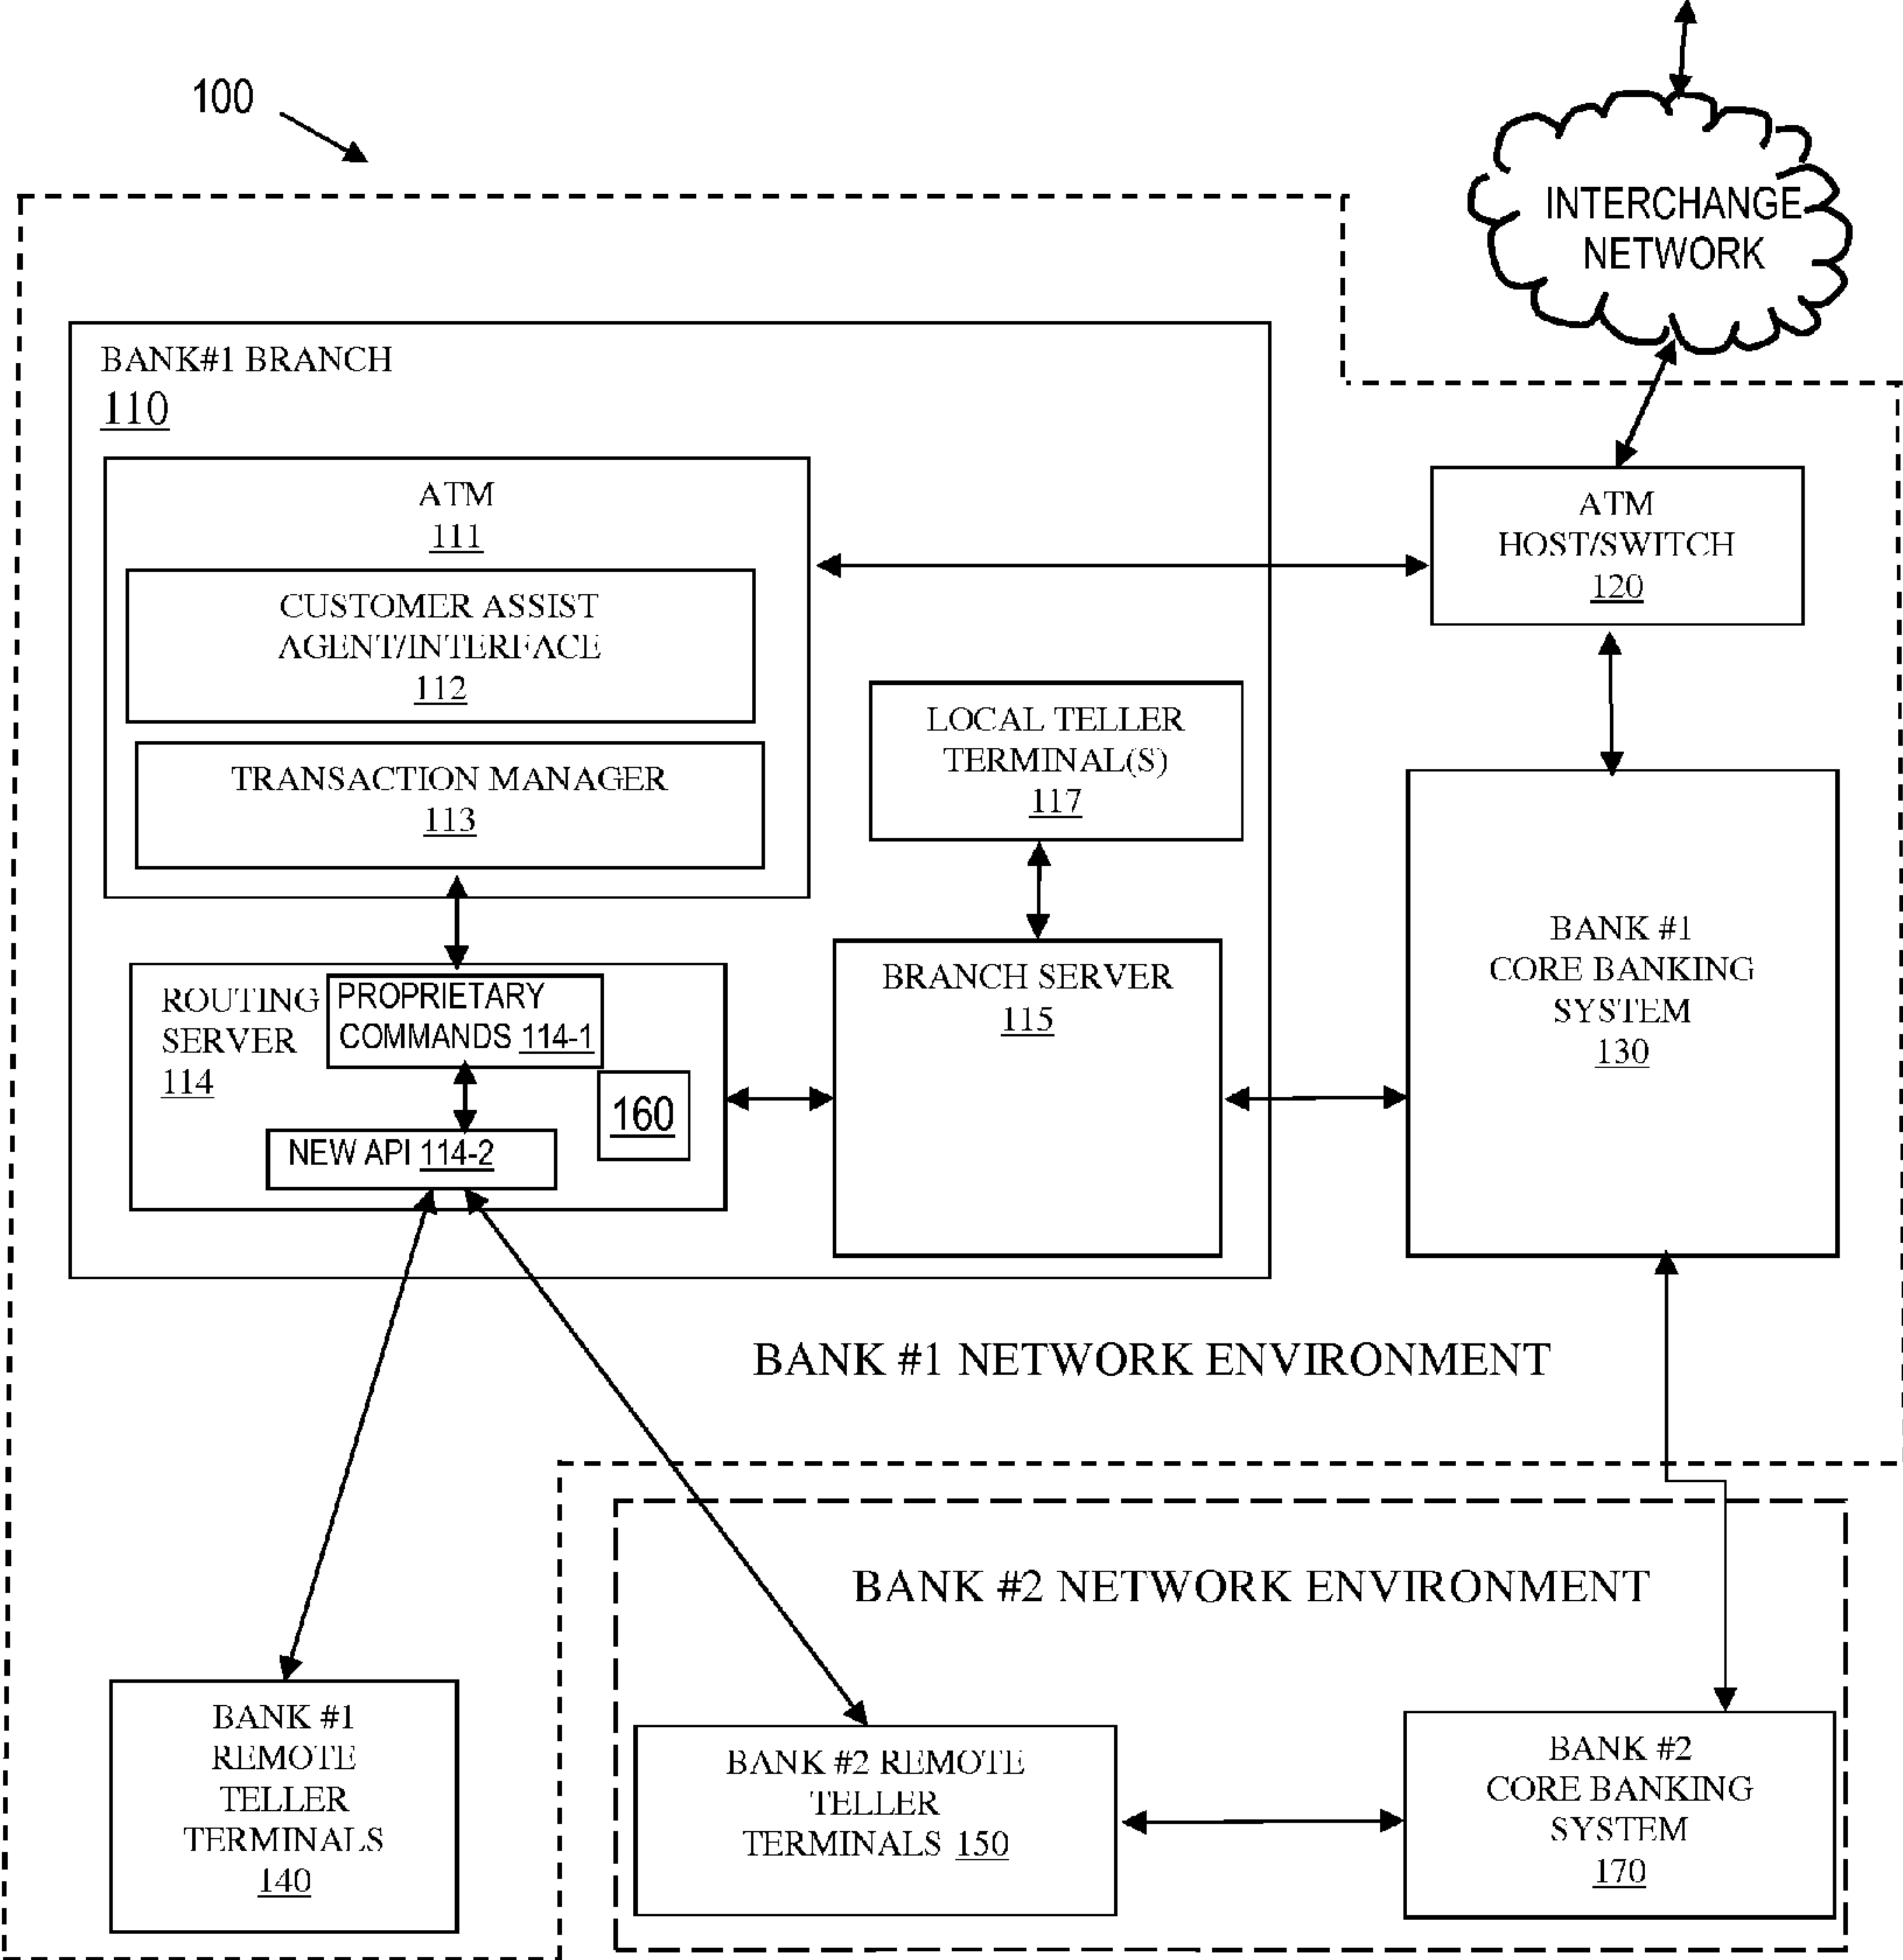 100
INTERCHANGE
NETWORK
BANK#1 BRANCH
110
ATM
111
CUSTOMER ASSIST
AGENT/INTERFACE
112
TRANSACTION MANAGER
113
ATM
HOST/SWITCH
120
LOCAL TELLER
TERMINAL(S)
117
ROUTING
SERVER
114
PROPRIETARY
COMMANDS 114-1
160
NEW API 114-2
BRANCH SERVER
115
BANK #1
CORE BANKING
SYSTEM
130
BANK #1 NETWORK ENVIRONMENT
BANK #2 NETWORK ENVIRONMENT
BANK #1
REMOTE
TELLER
TERMINALS
140
BANK #2 REMOTE
TELLER
TERMINALS 150
BANK #2
CORE BANKING
SYSTEM
170